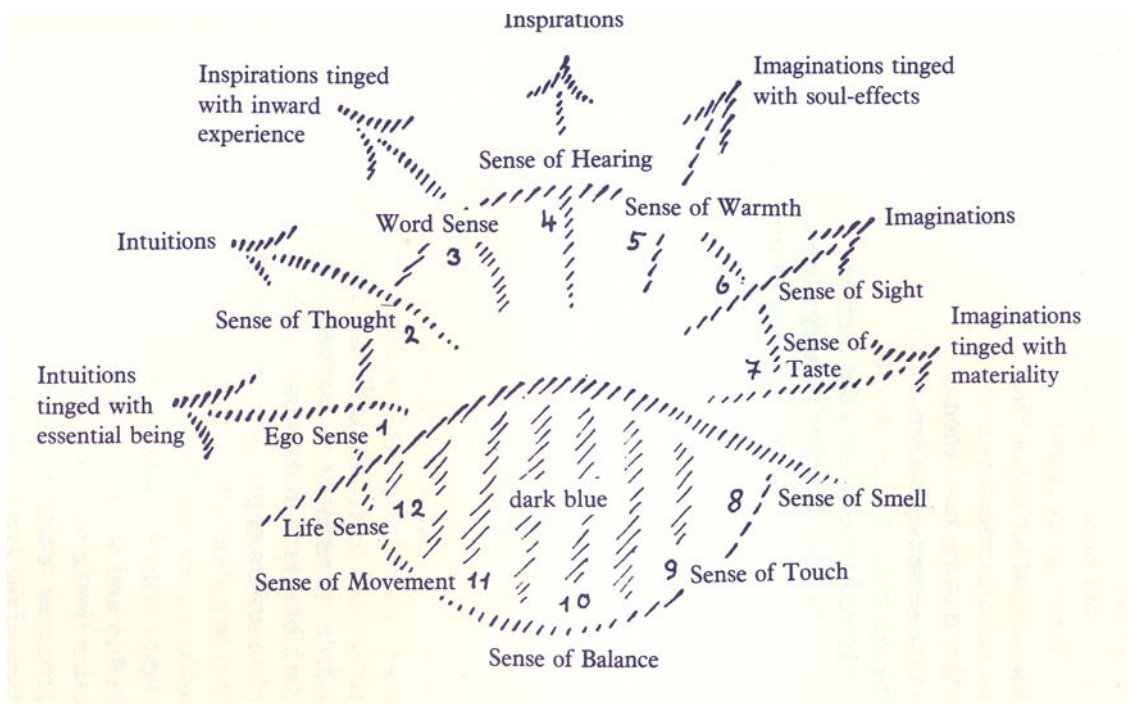 Inspirations
Inspirations tinged
with inward
experience
Imaginations tinged
with soul-effects
Sense of Hearing
Word Sense
Sense of Warmth
3
4
5
Intuitions
Imaginations
6
Sense of Sight
Sense of Thought
2
Sense of
Taste
7
Imaginations
tinged with
materiality
Intuitions
tinged with
essential being
Ego Sense
1
dark blue
8
Sense of Smell
12
Life Sense
Sense of Movement
11
9
Sense of Touch
10
Sense of Balance